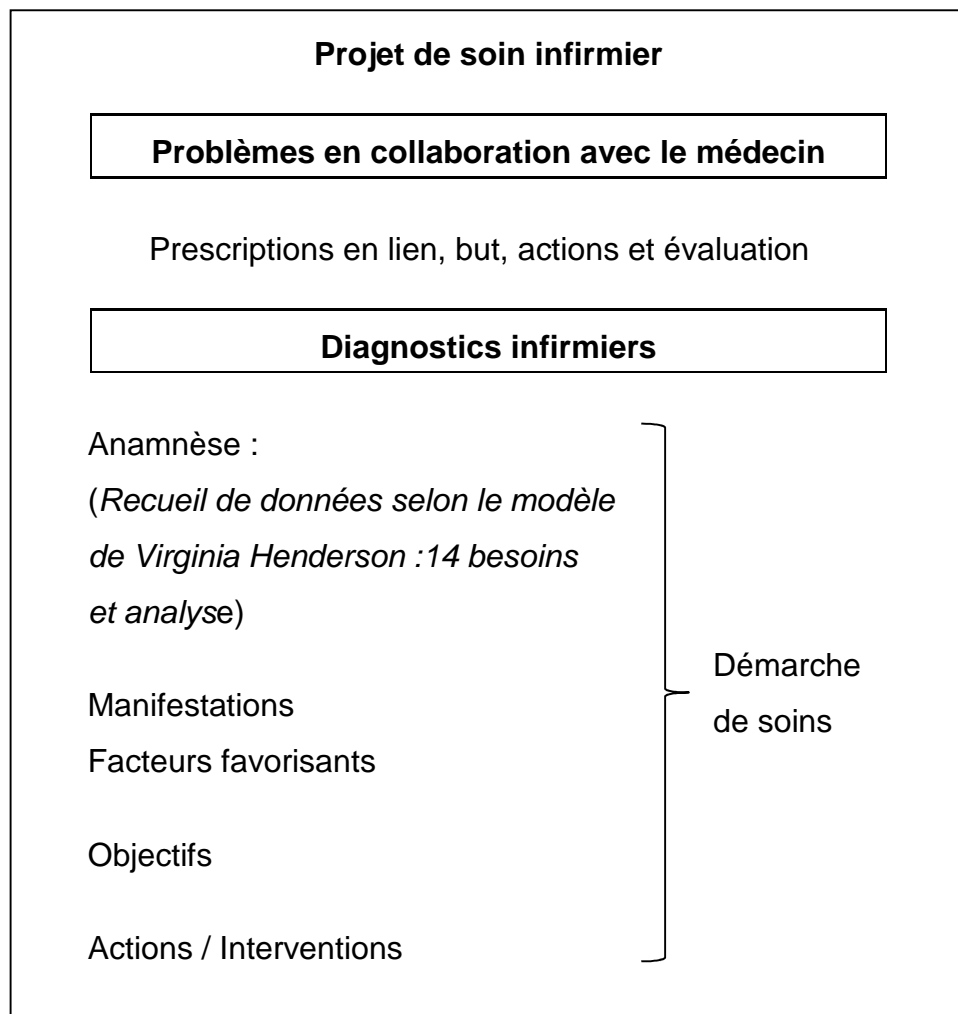 Projet de soin infirmier
Problèmes en collaboration avec le médecin
Prescriptions en lien, but, actions et évaluation
Diagnostics infirmiers
Anamnèse :
(Recueil de données selon le modèle
de Virginia Henderson :14 besoins
et analyse)
Manifestations
Facteurs favorisants
Objectifs
Actions / Interventions
Démarche
de soins